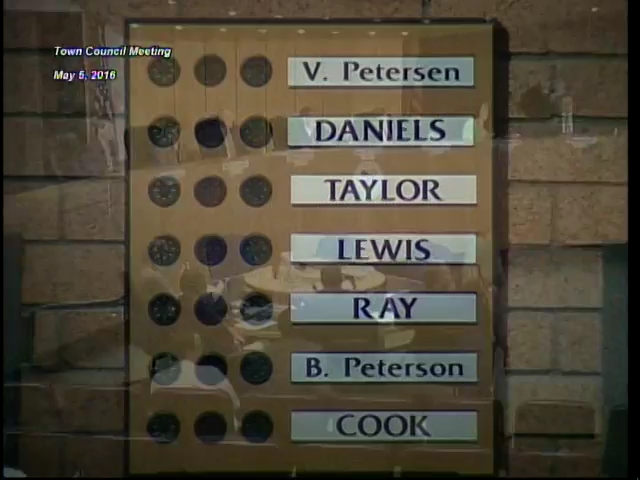 Town Council Meeting
May 5, 2016
V. Petersen
DANIELS
TAYLOR
LEWIS
RAY
B. Peterson
COOK